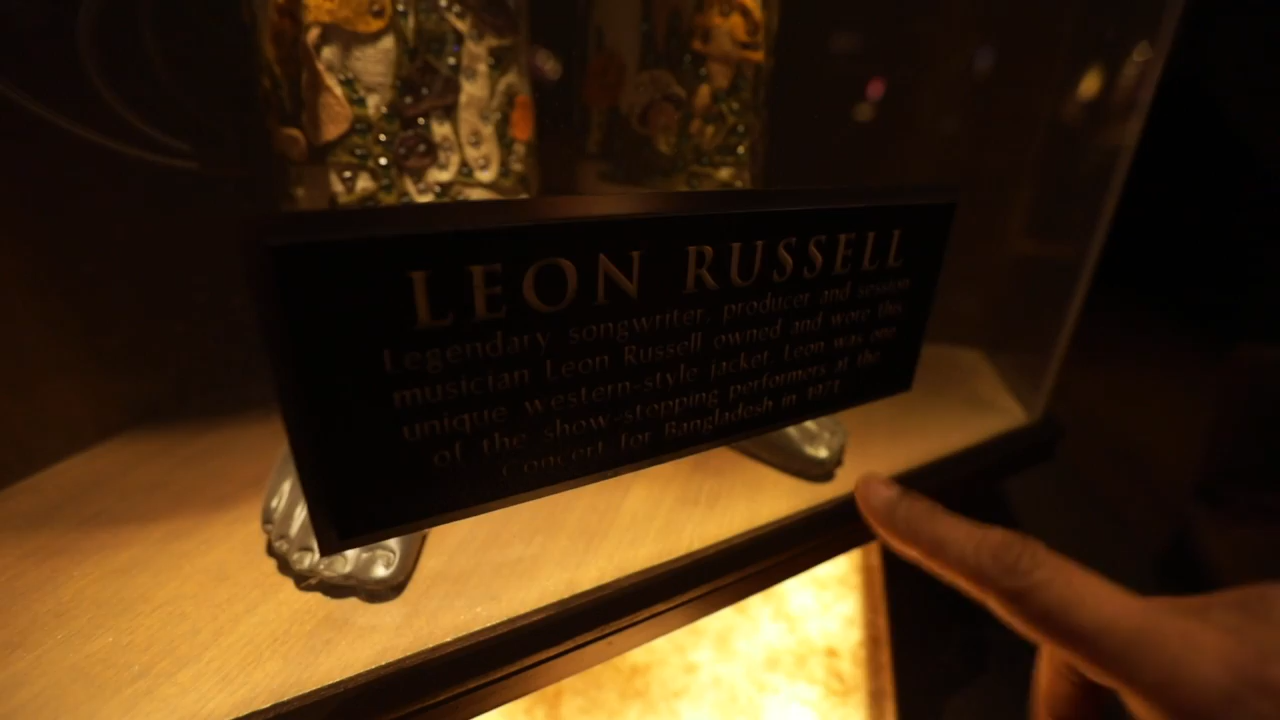 LEON RUSSELL
Legendary songwriter, producer and session
musician Leon Russell owned and wore this
unique western-style jacket. Leon was one
of the show-stopping performers at the
Concert for Bangladesh in 1971.